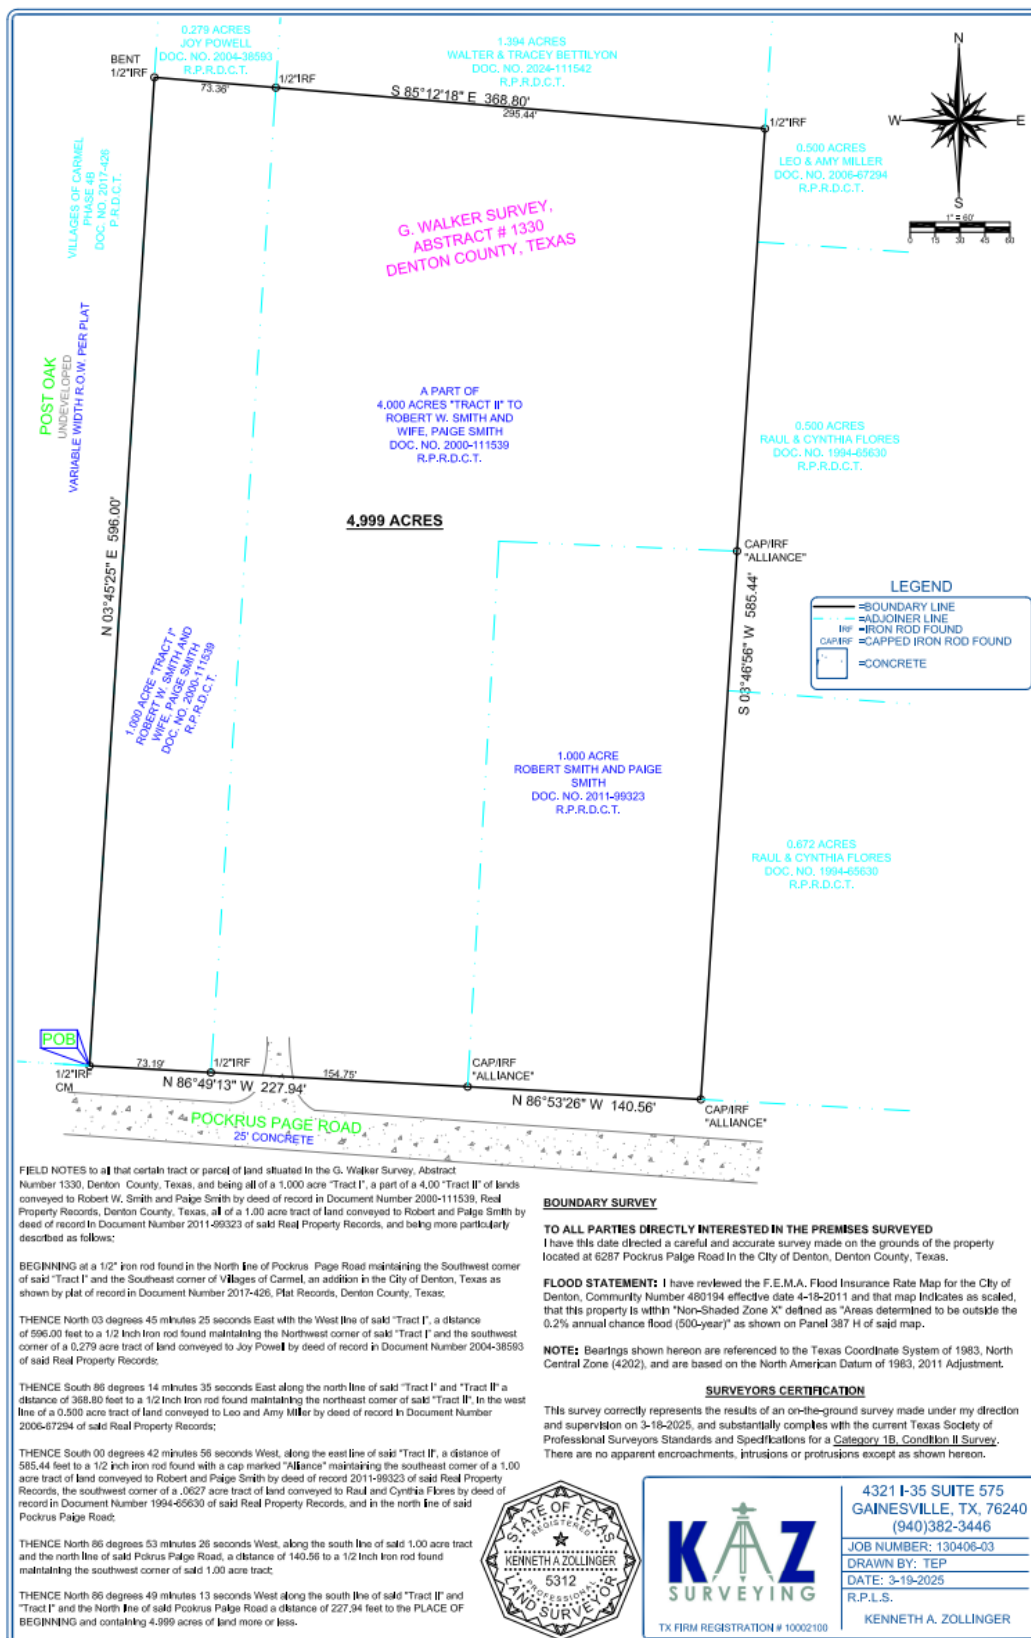 0.279 ACRES
JOY POWELL
DOC. NO. 2004-38593
R.P.R.D.C.T.
1.394 ACRES
WALTER & TRACEY BETTILYON
DOC. NO. 2024-111542
R.P.R.D.C.T.
BENT
1/2"IRF
1/2"IRF
73.36'
S 85°12'18" E 368.80'
295.44'
1/2"IRF
N
W
E
S
1" = 60'
0 15 30 45 60
0.500 ACRES
LEO & AMY MILLER
DOC. NO. 2006-67294
R.P.R.D.C.T.
VILLAGES OF CARMEL
PHASE 4B
DOC. NO. 2017-426
P.R.D.C.T.
G. WALKER SURVEY,
ABSTRACT # 1330
DENTON COUNTY, TEXAS
POST OAK
UNDEVELOPED
VARIABLE WIDTH R.O.W. PER PLAT
A PART OF
4.000 ACRES "TRACT II" TO
ROBERT W. SMITH AND
WIFE, PAIGE SMITH
DOC. NO. 2000-111539
R.P.R.D.C.T.
0.500 ACRES
RAUL & CYNTHIA FLORES
DOC. NO. 1994-65630
R.P.R.D.C.T.
4.999 ACRES
N 03°45'25" E 596.00'
CAP/IRF
"ALLIANCE"
S 03°46'56" W 585.44'
LEGEND
=BOUNDARY LINE
=ADJOINER LINE
IRF =IRON ROD FOUND
CAP/IRF =CAPPED IRON ROD FOUND
=CONCRETE
1.000 ACRE "TRACT I"
ROBERT W. SMITH AND
WIFE, PAIGE SMITH
DOC. NO. 2000-111539
R.P.R.D.C.T.
1.000 ACRE
ROBERT SMITH AND PAIGE
SMITH
DOC. NO. 2011-99323
R.P.R.D.C.T.
0.672 ACRES
RAUL & CYNTHIA FLORES
DOC. NO. 1994-65630
R.P.R.D.C.T.
POB
1/2"IRF
CM
73.19'
1/2"IRF
N 86°49'13" W 227.94'
154.75'
CAP/IRF
"ALLIANCE"
N 86°53'26" W 140.56'
CAP/IRF
"ALLIANCE"
POCKRUS PAGE ROAD
25' CONCRETE
FIELD NOTES to all that certain tract or parcel of land situated in the G. Walker Survey, Abstract
Number 1330, Denton County, Texas, and being all of a 1.000 acre "Tract I", a part of a 4.00 "Tract II" of lands
conveyed to Robert W. Smith and Paige Smith by deed of record in Document Number 2000-111539, Real
Property Records, Denton County, Texas, all of a 1.00 acre tract of land conveyed to Robert and Paige Smith by
deed of record in Document Number 2011-99323 of said Real Property Records, and being more particularly
described as follows:
BEGINNING at a 1/2" iron rod found in the North line of Pockrus Page Road maintaining the Southwest corner
of said "Tract I" and the Southeast corner of Villages of Carmel, an addition in the City of Denton, Texas as
shown by plat of record in Document Number 2017-426, Plat Records, Denton County, Texas;
THENCE North 03 degrees 45 minutes 25 seconds East with the West line of said "Tract I", a distance
of 596.00 feet to a 1/2 inch iron rod found maintaining the Northwest corner of said "Tract I" and the southwest
corner of a 0.279 acre tract of land conveyed to Joy Powell by deed of record in Document Number 2004-38593
of said Real Property Records;
THENCE South 86 degrees 14 minutes 35 seconds East along the north line of said "Tract I" and "Tract II" a
distance of 368.80 feet to a 1/2 inch iron rod found maintaining the northeast corner of said "Tract II", in the west
line of a 0.500 acre tract of land conveyed to Leo and Amy Miller by deed of record in Document Number
2006-67294 of said Real Property Records;
THENCE South 00 degrees 42 minutes 56 seconds West, along the east line of said "Tract II", a distance of
585.44 feet to a 1/2 inch iron rod found with a cap marked "Alliance" maintaining the southeast corner of a 1.00
acre tract of land conveyed to Robert and Paige Smith by deed of record 2011-99323 of said Real Property
Records, the southwest corner of a .0627 acre tract of land conveyed to Raul and Cynthia Flores by deed of
record in Document Number 1994-65630 of said Real Property Records, and in the north line of said
Pockrus Paige Road;
THENCE North 86 degrees 53 minutes 26 seconds West, along the south line of said 1.00 acre tract
and the north line of said Pckrus Paige Road, a distance of 140.56 to a 1/2 inch iron rod found
maintaining the southwest corner of said 1.00 acre tract;
THENCE North 86 degrees 49 minutes 13 seconds West along the south line of said "Tract II" and
"Tract I" and the North line of said Pockrus Paige Road a distance of 227.94 feet to the PLACE OF
BEGINNING and containing 4.999 acres of land more or less.
BOUNDARY SURVEY
TO ALL PARTIES DIRECTLY INTERESTED IN THE PREMISES SURVEYED
I have this date directed a careful and accurate survey made on the grounds of the property
located at 6287 Pockrus Paige Road in the City of Denton, Denton County, Texas.
FLOOD STATEMENT: I have reviewed the F.E.M.A. Flood Insurance Rate Map for the City of
Denton, Community Number 480194 effective date 4-18-2011 and that map indicates as scaled,
that this property is within "Non-Shaded Zone X" defined as "Areas determined to be outside the
0.2% annual chance flood (500-year)" as shown on Panel 387 H of said map.
NOTE: Bearings shown hereon are referenced to the Texas Coordinate System of 1983, North
Central Zone (4202), and are based on the North American Datum of 1983, 2011 Adjustment.
SURVEYORS CERTIFICATION
This survey correctly represents the results of an on-the-ground survey made under my direction
and supervision on 3-18-2025, and substantially complies with the current Texas Society of
Professional Surveyors Standards and Specifications for a Category 1B, Condition II Survey.
There are no apparent encroachments, intrusions or protrusions except as shown hereon.
STATE OF TEXAS
REGISTERED
KENNETH A ZOLLINGER
5312
PROFESSIONAL
LAND SURVEYOR
KAZ
SURVEYING
TX FIRM REGISTRATION # 10002100
4321 I-35 SUITE 575
GAINESVILLE, TX, 76240
(940)382-3446
JOB NUMBER: 130406-03
DRAWN BY: TEP
DATE: 3-19-2025
R.P.L.S.
KENNETH A. ZOLLINGER